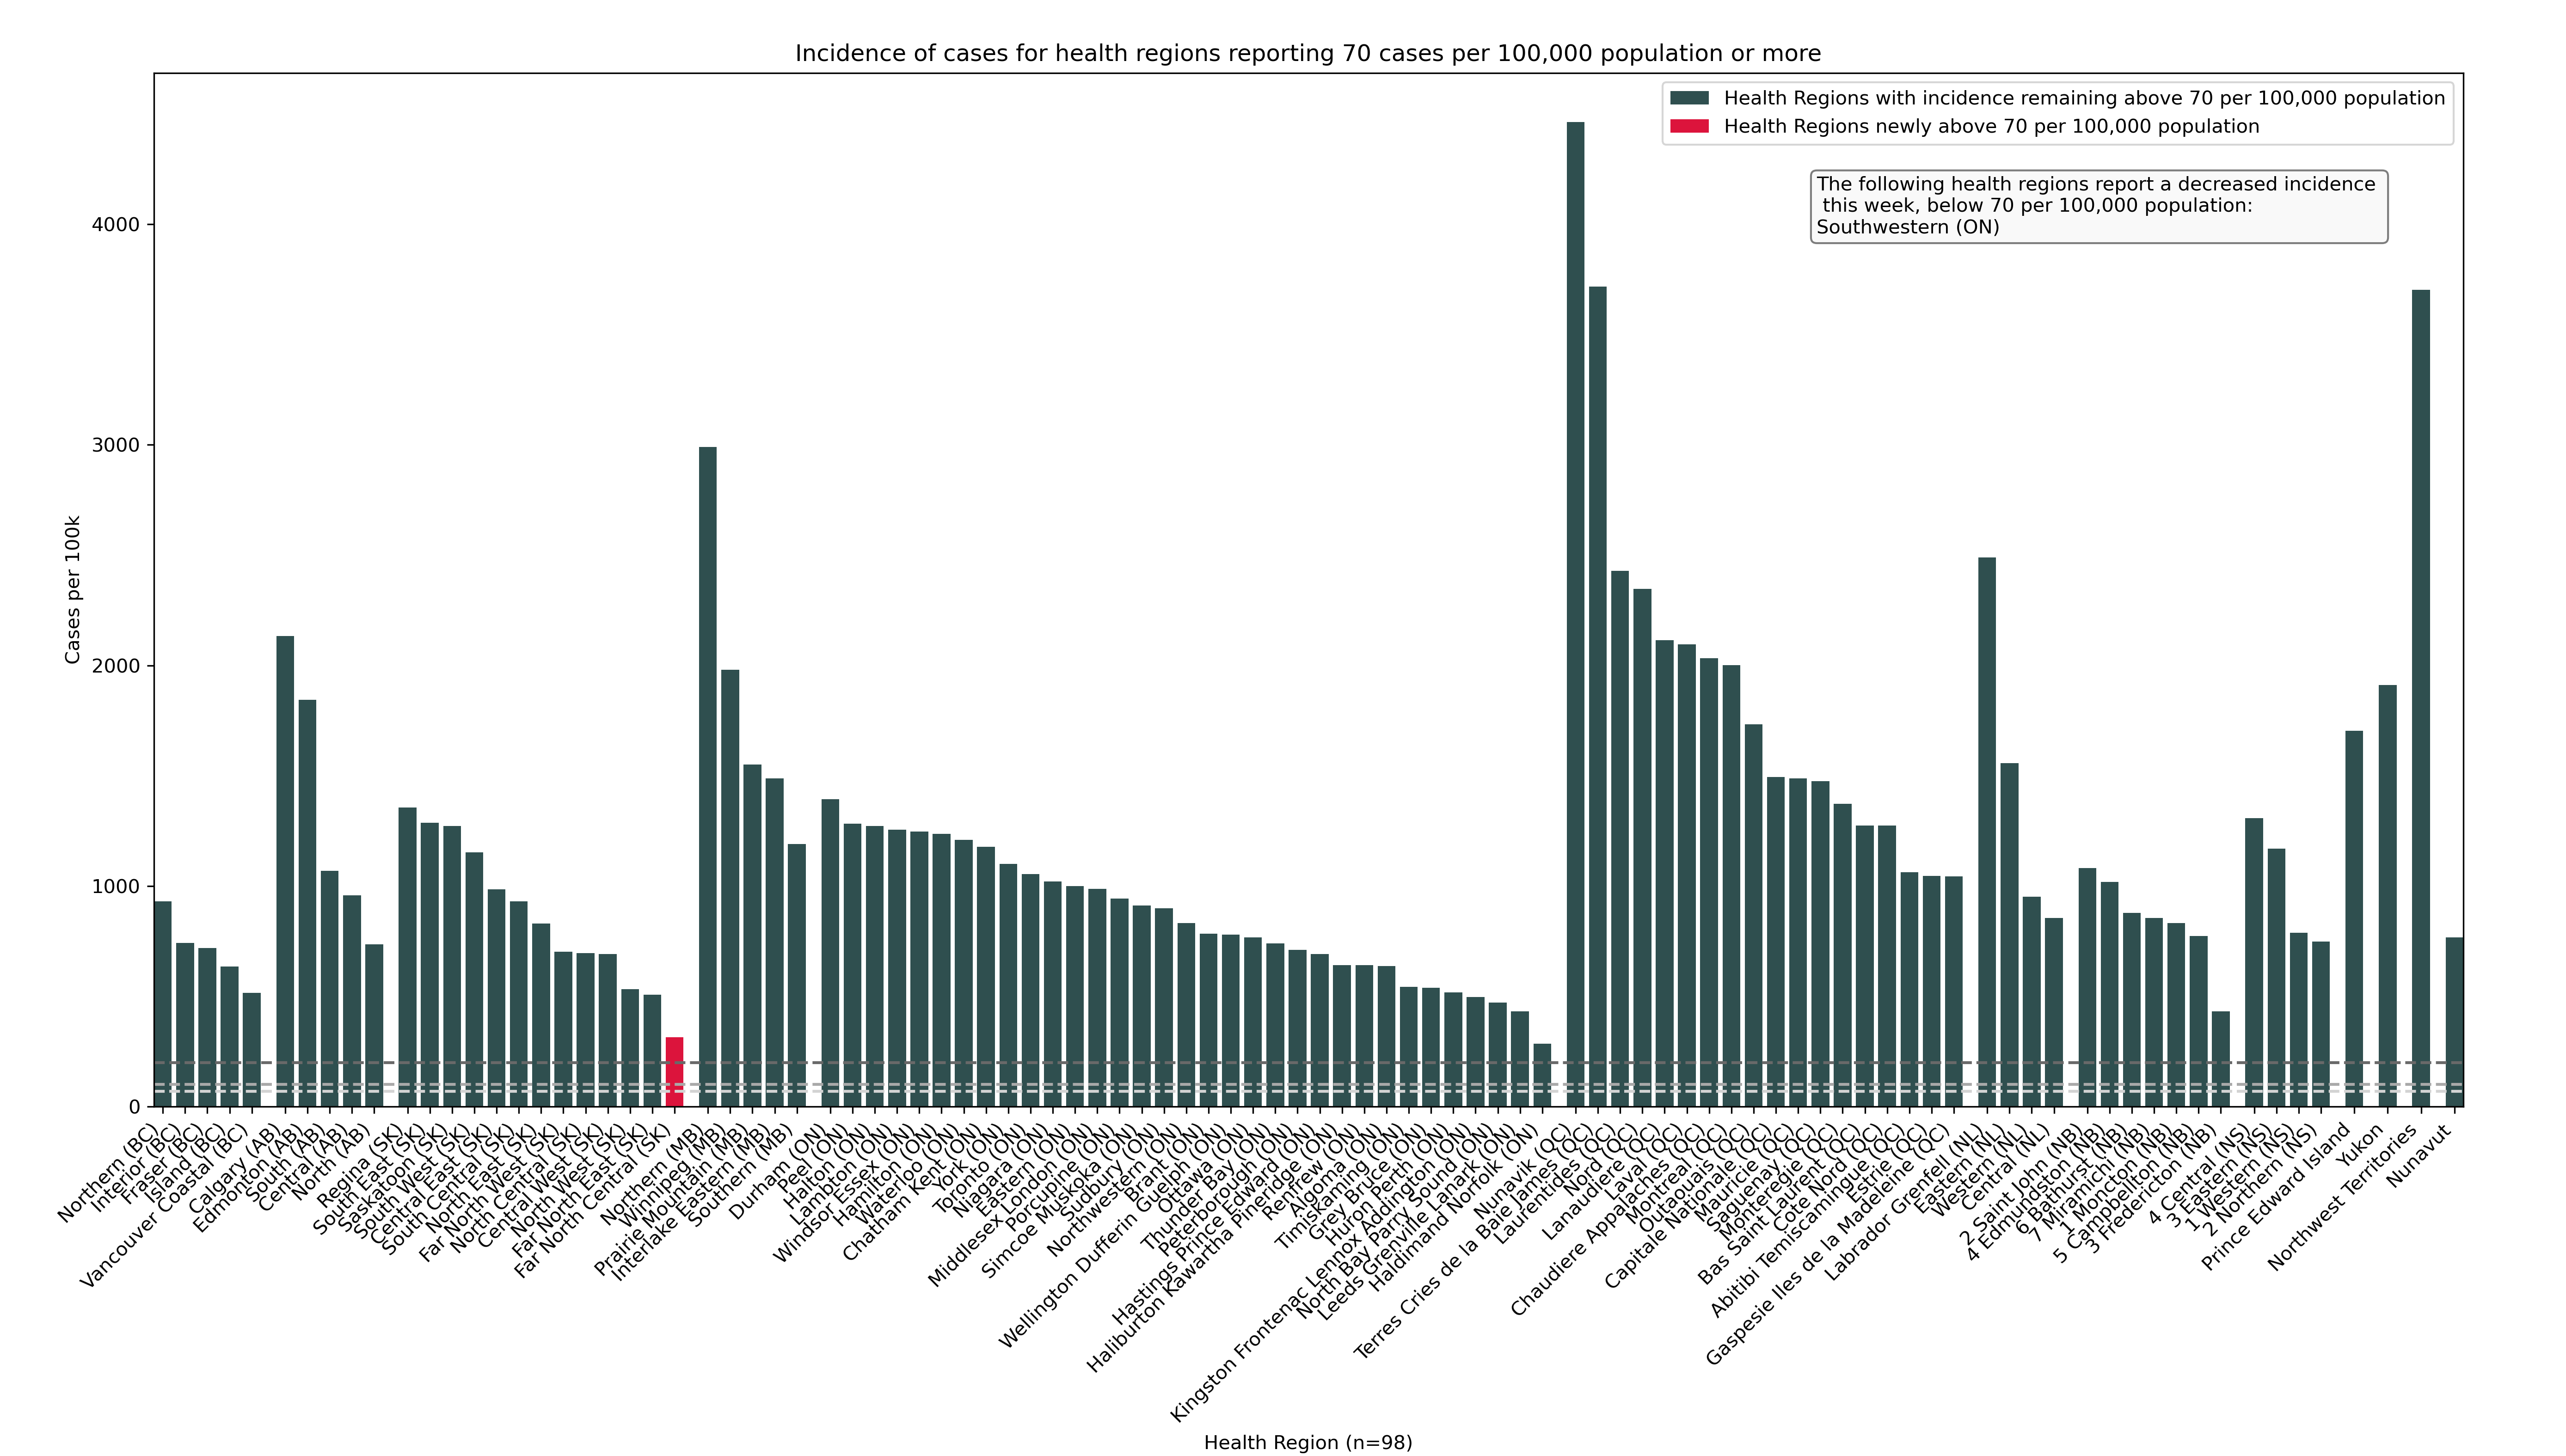 Incidence of cases for health regions reporting 70 cases per 100,000 population or more
Health Regions with incidence remaining above 70 per 100,000 population
Health Regions newly above 70 per 100,000 population
The following health regions report a decreased incidence
this week, below 70 per 100,000 population:
Southwestern (ON)
Cases per 100k
4000
3000
2000
1000
0
Northern (BC)
Interior (BC)
Fraser (BC)
Island (BC)
Vancouver Coastal (BC)
Calgary (AB)
Edmonton (AB)
South (AB)
Central (AB)
North (AB)
Regina (SK)
South East (SK)
Saskatoon (SK)
South West (SK)
Central East (SK)
South Central (SK)
North East (SK)
Far North West (SK)
North Central (SK)
Central West (SK)
North West (SK)
Far North East (SK)
Far North Central (SK)
Northern (MB)
Winnipeg (MB)
Prairie Mountain (MB)
Interlake Eastern (MB)
Southern (MB)
Durham (ON)
Peel (ON)
Halton (ON)
Lambton (ON)
Windsor Essex (ON)
Hamilton (ON)
Waterloo (ON)
Chatham Kent (ON)
York (ON)
Toronto (ON)
Niagara (ON)
Eastern (ON)
Middlesex London (ON)
Porcupine (ON)
Simcoe Muskoka (ON)
Sudbury (ON)
Northwestern (ON)
Brant (ON)
Wellington Dufferin Guelph (ON)
Ottawa (ON)
Thunder Bay (ON)
Peterborough (ON)
Hastings Prince Edward (ON)
Haliburton Kawartha Pineridge (ON)
Renfrew (ON)
Algoma (ON)
Timiskaming (ON)
Grey Bruce (ON)
Huron Perth (ON)
Kingston Frontenac Lennox Addington (ON)
North Bay Parry Sound (ON)
Leeds Grenville Lanark (ON)
Haldimand Norfolk (ON)
Nunavik (QC)
Terres Cries de la Baie James (QC)
Laurentides (QC)
Nord (QC)
Lanaudiere (QC)
Laval (QC)
Chaudiere Appalaches (QC)
Montreal (QC)
Outaouais (QC)
Capitale Nationale (QC)
Mauricie (QC)
Saguenay (QC)
Monteregie (QC)
Bas Saint Laurent (QC)
Cote Nord (QC)
Abitibi Temiscamingue (QC)
Estrie (QC)
Gaspesie Iles de la Madeleine (QC)
Labrador Grenfell (NL)
Eastern (NL)
Western (NL)
Central (NL)
2 Saint John (NB)
4 Edmundston (NB)
6 Bathurst (NB)
7 Miramichi (NB)
1 Moncton (NB)
5 Campbellton (NB)
3 Fredericton (NB)
4 Central (NS)
3 Eastern (NS)
1 Western (NS)
2 Northern (NS)
Prince Edward Island
Yukon
Northwest Territories
Nunavut
Health Region (n=98)